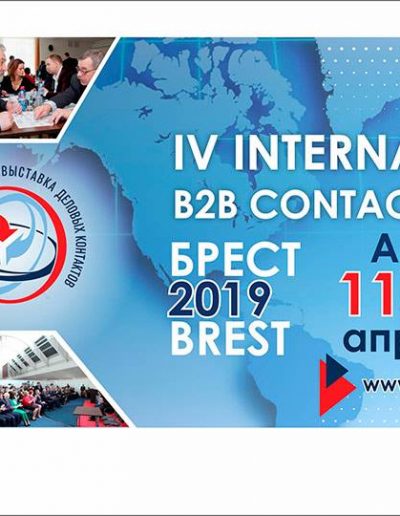 ВЫСТАВКА ДЕЛОВЫХ КОНТАКТОВ
IV INTERNA
B2B CONTAC
БРЕСТ
2019
BREST
A
11
апр
www.